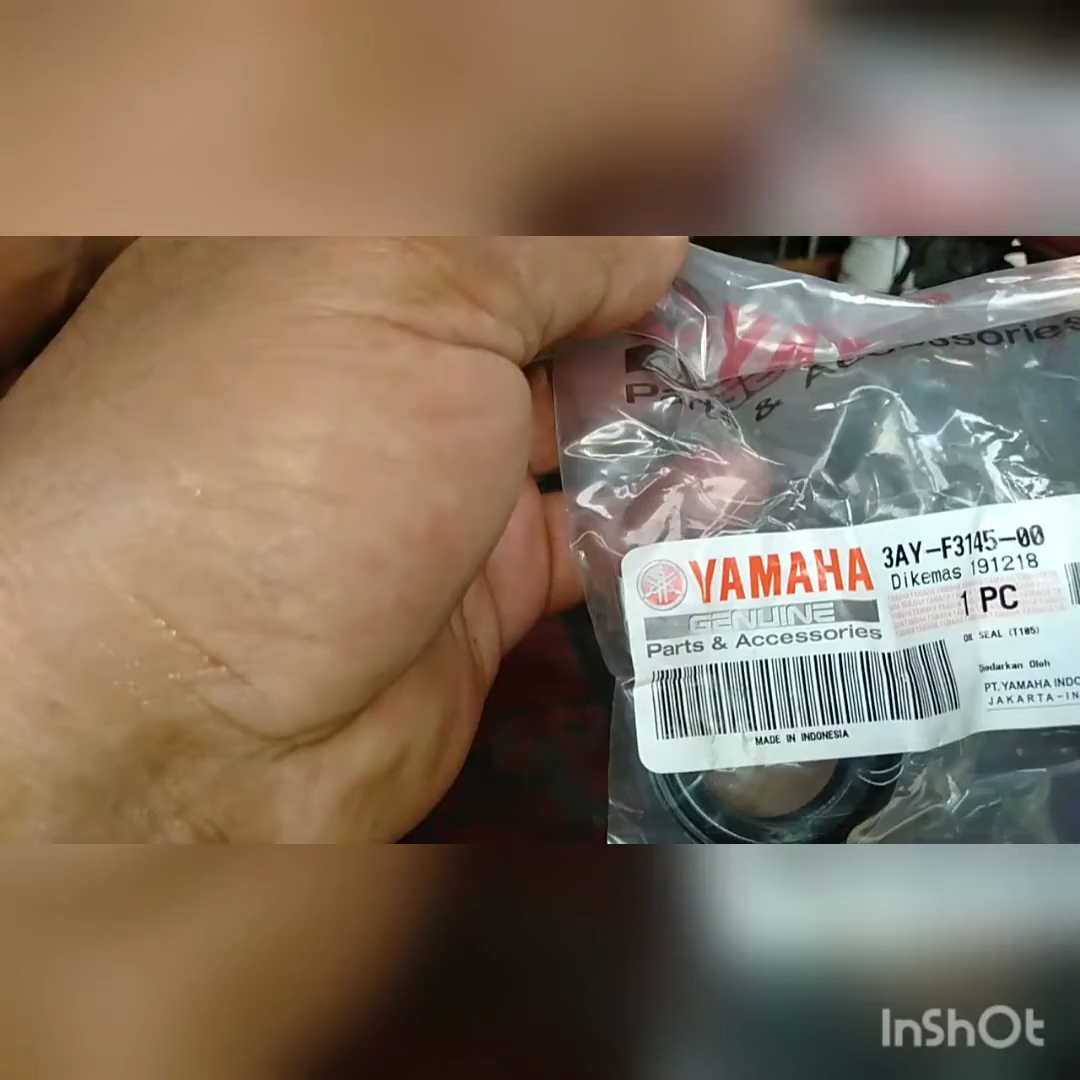 Parts & Accessories
YAMAHA
GENUINE
Parts & Accessories
3AY-F3145-00
Dikemas 191218
1 PC
OIL SEAL (T105)
MADE IN INDONESIA
PT. YAMAHA INDO
JAKARTA-IN
InShOt